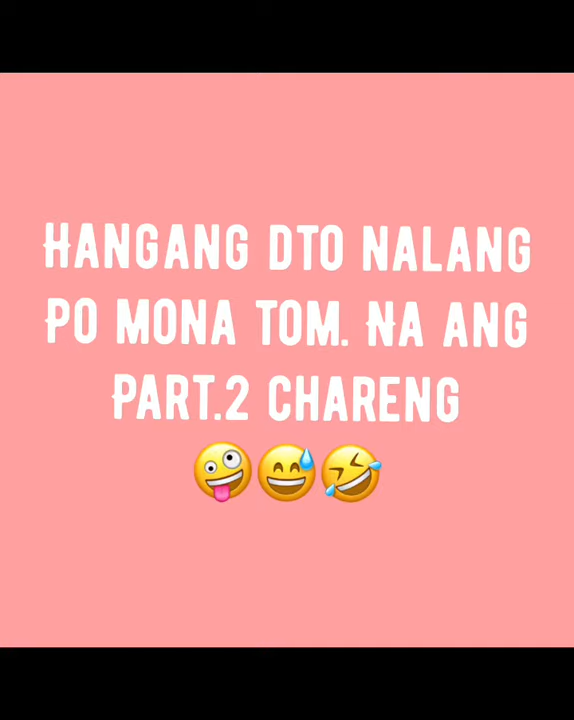 HANGANG DTO NALANG
PO MONA TOM. NA ANG
PART.2 CHARENG
🤪😅🤣